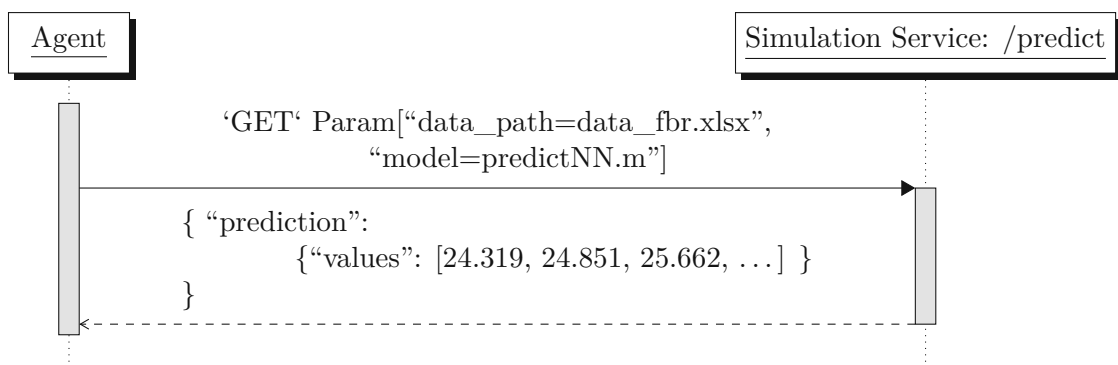 Agent
Simulation Service: /predict
‘GET‘ Param[“data_path=data_fbr.xlsx”,
“model=predictNN.m”]
{ “prediction”:
{“values”: [24.319, 24.851, 25.662, ...] }
}